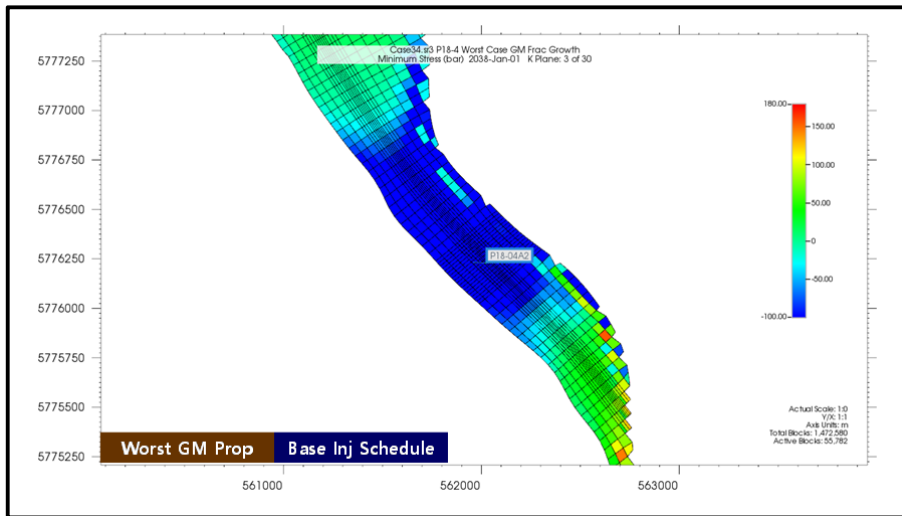 Case34.sr3 P18-4 Worst Case GM Frac Growth
Minimum Stress (bar) 2038-Jan-01 K Plane: 3 of 30
5777250
5777000
5776750
5776500
5776250
5776000
5775750
5775500
5775250
P18-04A2
180.00
150.00
100.00
50.00
0
-50.00
-100.00
Actual Scale: 1:0
Y/X: 1:1
Axis Units: m
Total Blocks: 1,472,580
Active Blocks: 55,782
Worst GM Prop
Base Inj Schedule
561000
562000
563000